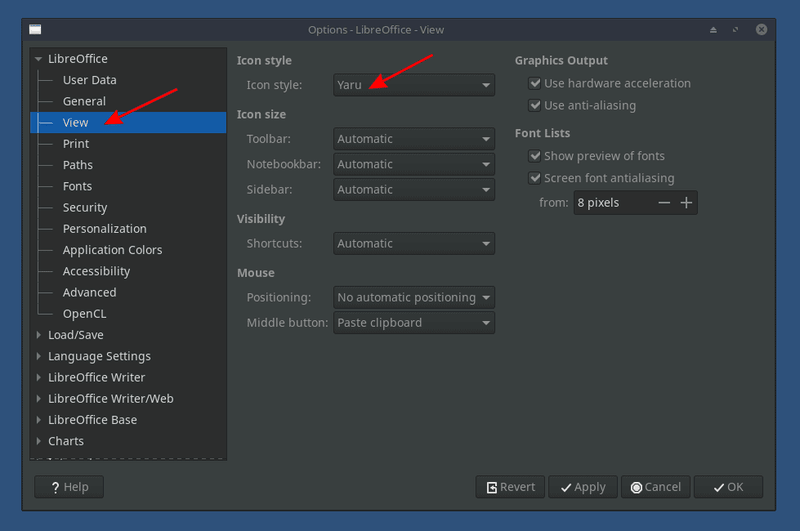 Options - LibreOffice - View
LibreOffice
User Data
General
View
Print
Paths
Fonts
Security
Personalization
Application Colors
Accessibility
Advanced
OpenCL
Load/Save
Language Settings
LibreOffice Writer
LibreOffice Writer/Web
LibreOffice Base
Charts
Icon style
Icon style: Yaru
Icon size
Toolbar: Automatic
Notebookbar: Automatic
Sidebar: Automatic
Visibility
Shortcuts: Automatic
Mouse
Positioning: No automatic positioning
Middle button: Paste clipboard
Graphics Output
Use hardware acceleration
Use anti-aliasing
Font Lists
Show preview of fonts
Screen font antialiasing
from: 8 pixels
? Help
Revert
Apply
Cancel
OK